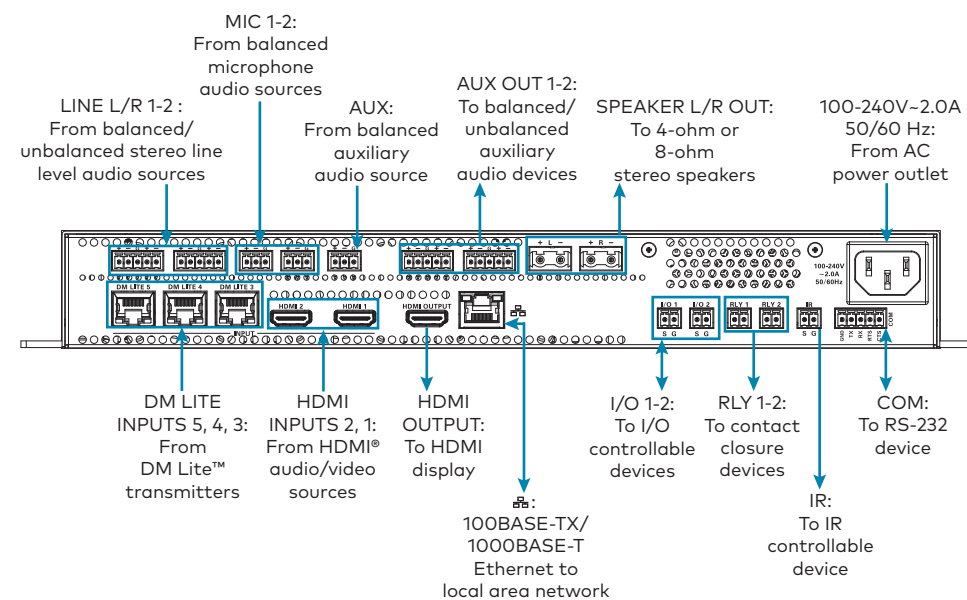 MIC 1-2:
From balanced
microphone
audio sources
LINE L/R 1-2 :
From balanced/
unbalanced stereo line
level audio sources
AUX:
From balanced
auxiliary
audio source
AUX OUT 1-2:
To balanced/
unbalanced
auxiliary
audio devices
SPEAKER L/R OUT:
To 4-ohm or
8-ohm
stereo speakers
100-240V~2.0A
50/60 Hz:
From AC
power outlet
+ L −
+ R −
100-240V
~2.0A
50/60Hz
DM LITE 5
DM LITE 4
DM LITE 3
HDMI 2
HDMI 1
HDMI OUTPUT
INPUT
I/O 1
I/O 2
S G
S G
RLY 1
RLY 2
IR
S G
GND
TX
RX
RTS
CTS
COM
DM LITE
INPUTS 5, 4, 3:
From
DM Lite™
transmitters
HDMI
INPUTS 2, 1:
From HDMI®
audio/video
sources
HDMI
OUTPUT:
To HDMI
display
:
100BASE-TX/
1000BASE-T
Ethernet to
local area network
I/O 1-2:
To I/O
controllable
devices
RLY 1-2:
To contact
closure
devices
IR:
To IR
controllable
device
COM:
To RS-232
device